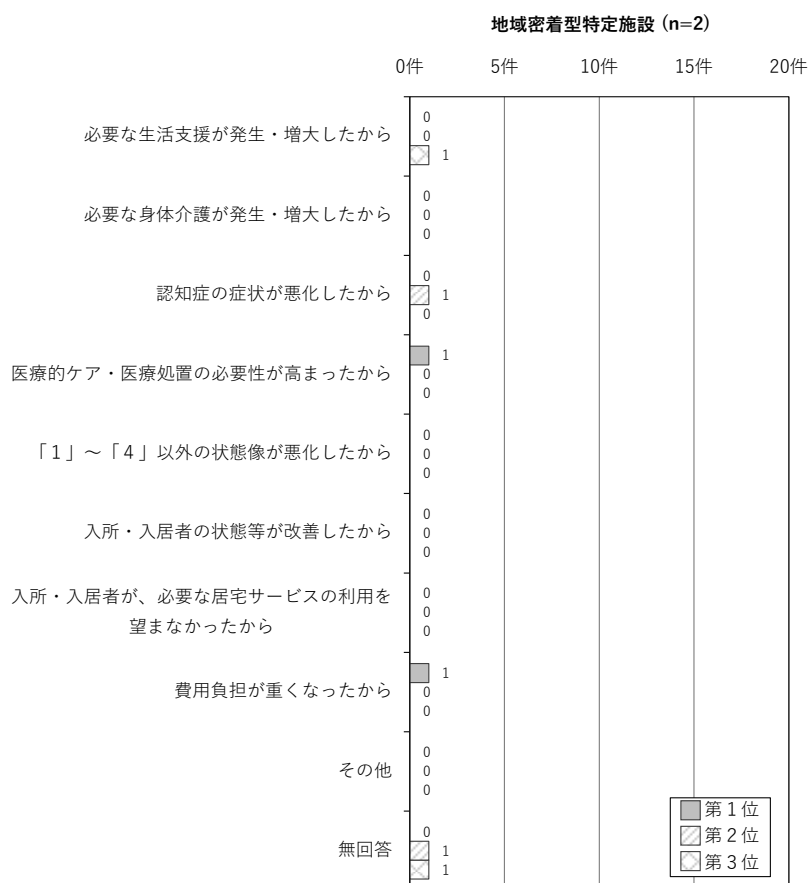 地域密着型特定施設 (n=2)
0件 5件 10件 15件 20件
必要な生活支援が発生・増大したから
0
0
1
必要な身体介護が発生・増大したから
0
0
0
認知症の症状が悪化したから
0
1
0
医療的ケア・医療処置の必要性が高まったから
1
0
0
「１」～「４」以外の状態像が悪化したから
0
0
0
入所・入居者の状態等が改善したから
0
0
0
入所・入居者が、必要な居宅サービスの利用を
望まなかったから
0
0
0
費用負担が重くなったから
1
0
0
その他
0
0
0
無回答
0
1
1
第１位
第２位
第３位